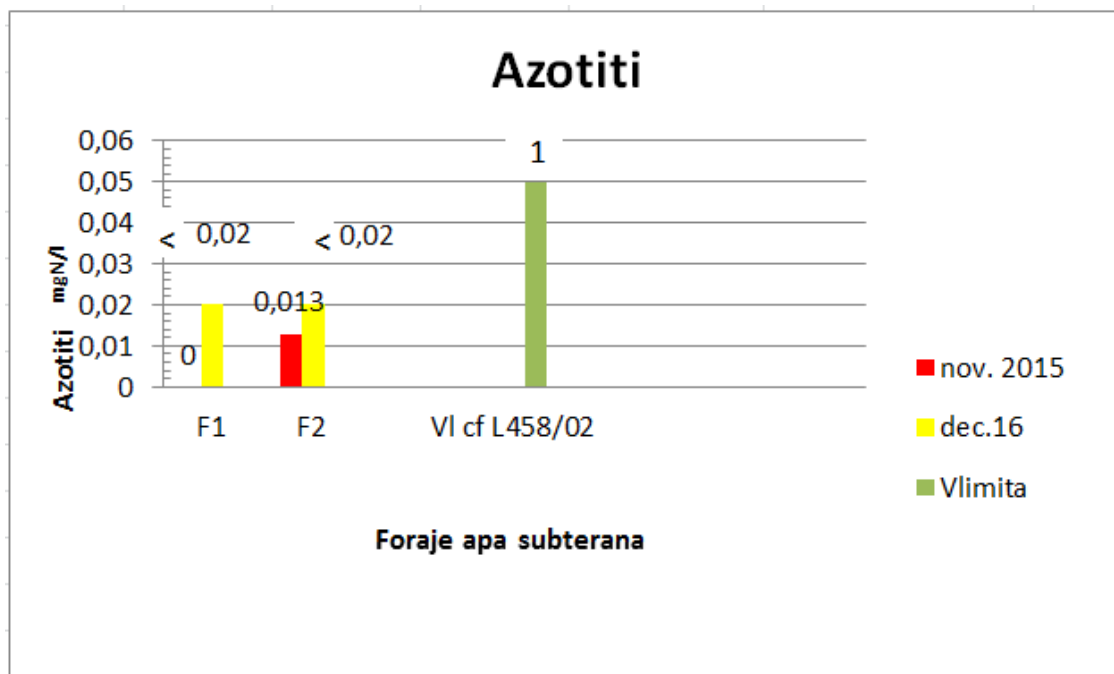 Azotiti
Azotiti mgN/l
0,06
0,05
0,04
0,03
0,02
0,01
0
< 0,02
< 0,02
0
0,013
1
F1
F2
Vl cf L458/02
Foraje apa subterana
nov. 2015
dec.16
Vlimita